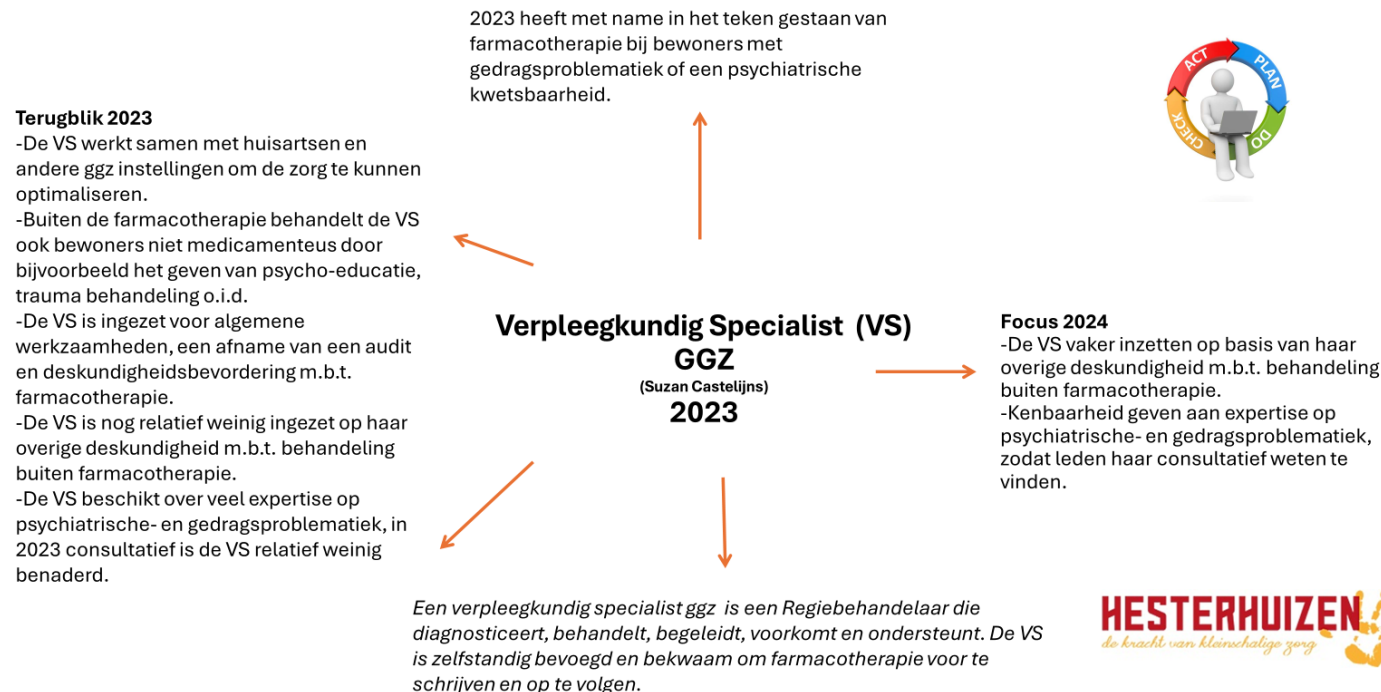 2023 heeft met name in het teken gestaan van
farmacotherapie bij bewoners met
gedragsproblematiek of een psychiatrische
kwetsbaarheid.
ACT
PLAN
DO
CHECK
Terugblik 2023
-De VS werkt samen met huisartsen en
andere ggz instellingen om de zorg te kunnen
optimaliseren.
-Buiten de farmacotherapie behandelt de VS
ook bewoners niet medicamenteus door
bijvoorbeeld het geven van psycho-educatie,
trauma behandeling o.i.d.
-De VS is ingezet voor algemene
werkzaamheden, een afname van een audit
en deskundigheidsbevordering m.b.t.
farmacotherapie.
-De VS is nog relatief weinig ingezet op haar
overige deskundigheid m.b.t. behandeling
buiten farmacotherapie.
-De VS beschikt over veel expertise op
psychiatrische- en gedragsproblematiek, in
2023 consultatief is de VS relatief weinig
benaderd.
Verpleegkundig Specialist (VS)
GGZ
(Suzan Castelijns)
2023
Focus 2024
-De VS vaker inzetten op basis van haar
overige deskundigheid m.b.t. behandeling
buiten farmacotherapie.
-Kenbaarheid geven aan expertise op
psychiatrische- en gedragsproblematiek,
zodat leden haar consultatief weten te
vinden.
Een verpleegkundig specialist ggz is een Regiebehandelaar die
diagnosticeert, behandelt, begeleidt, voorkomt en ondersteunt. De VS
is zelfstandig bevoegd en bekwaam om farmacotherapie voor te
schrijven en op te volgen.
HESTERHUIZEN
de kracht van kleinschalige zorg